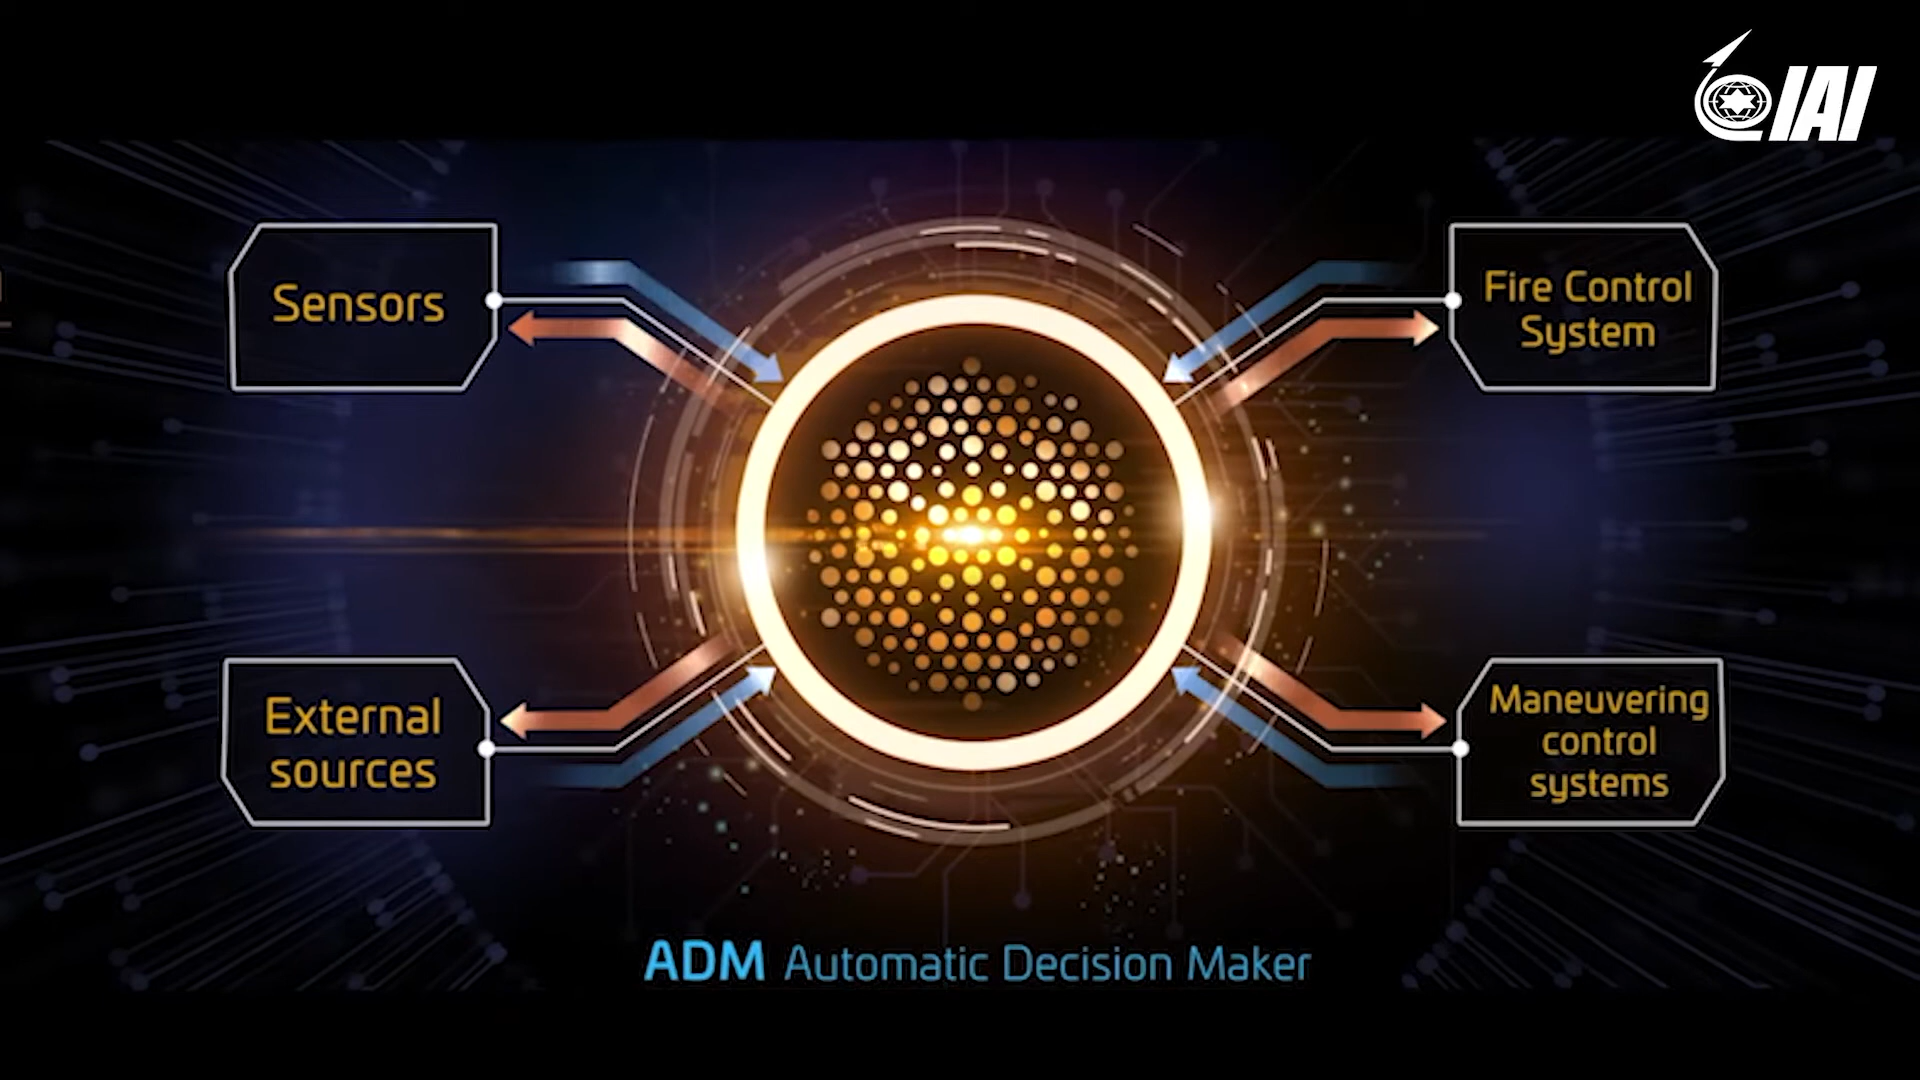 IAI
Sensors
Fire Control
System
External
sources
Maneuvering
control
systems
ADM Automatic Decision Maker